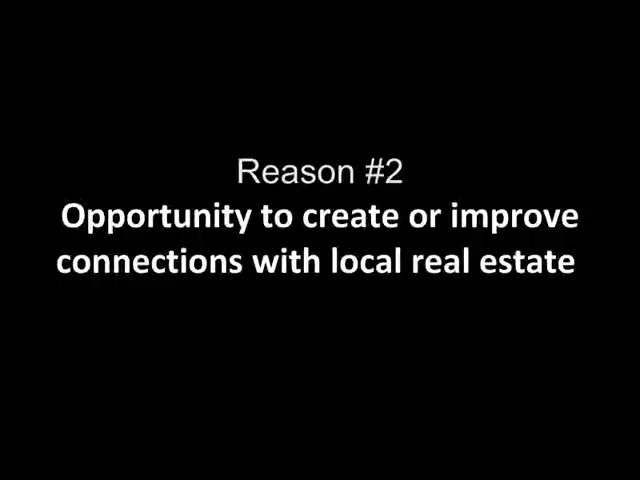 Reason #2
Opportunity to create or improve
connections with local real estate